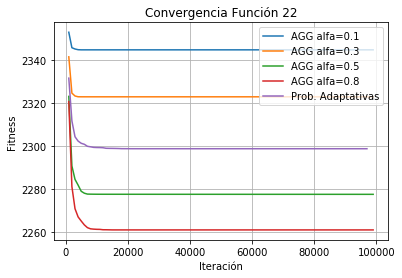 Convergencia Función 22
AGG alfa=0.1
AGG alfa=0.3
AGG alfa=0.5
AGG alfa=0.8
Prob. Adaptativas
Fitness
2340
2320
2300
2280
2260
0 20000 40000 60000 80000 100000
Iteración